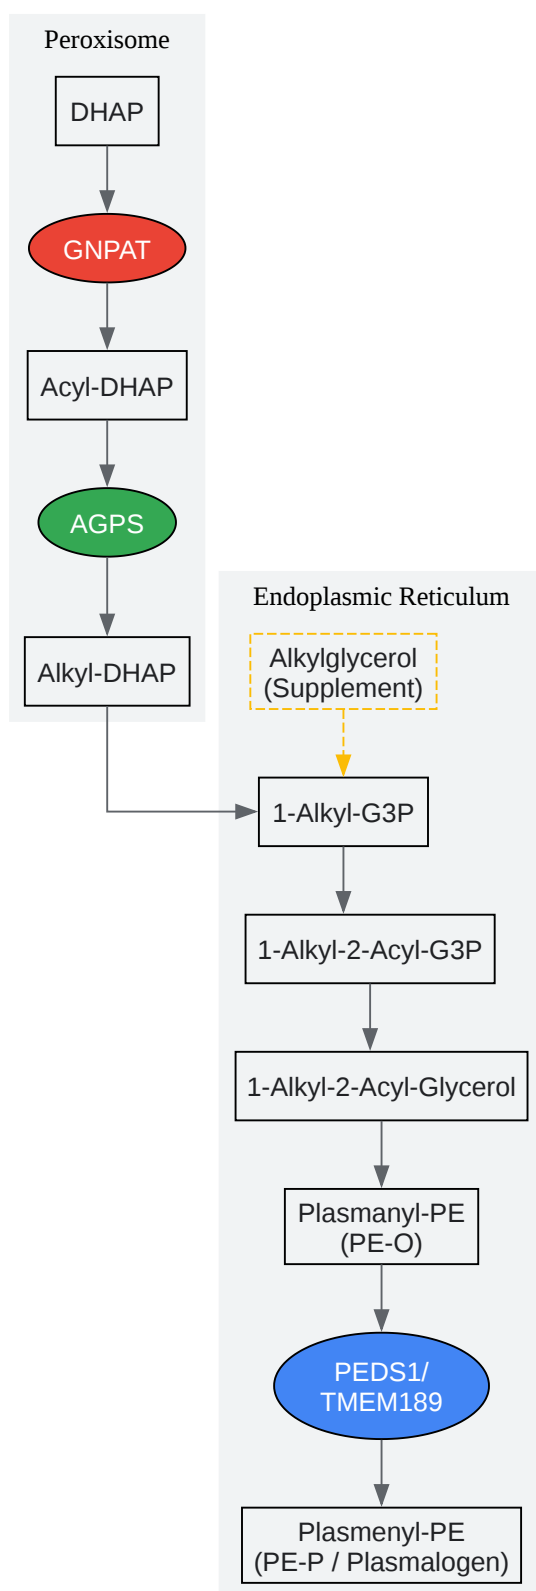 Peroxisome
DHAP
GNPAT
Acyl-DHAP
AGPS
Alkyl-DHAP
Endoplasmic Reticulum
Alkylglycerol
(Supplement)
1-Alkyl-G3P
1-Alkyl-2-Acyl-G3P
1-Alkyl-2-Acyl-Glycerol
Plasmanyl-PE
(PE-O)
PEDS1/
TMEM189
Plasmenyl-PE
(PE-P / Plasmalogen)